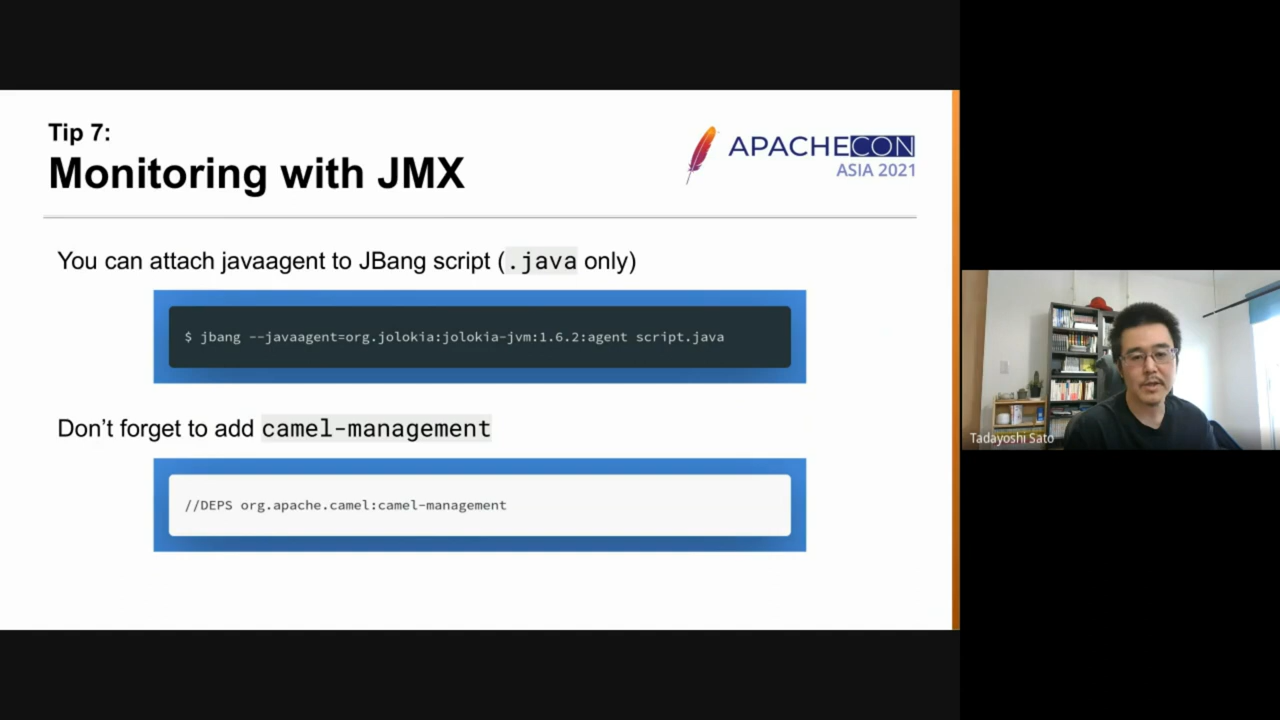 Tip 7:
Monitoring with JMX
APACHECON
ASIA 2021
You can attach javaagent to JBang script (.java only)
$ jbang --javaagent=org.jolokia:jolokia-jvm:1.6.2:agent script.java
Don’t forget to add camel-management
//DEPS org.apache.camel:camel-management
Tadayoshi Sato